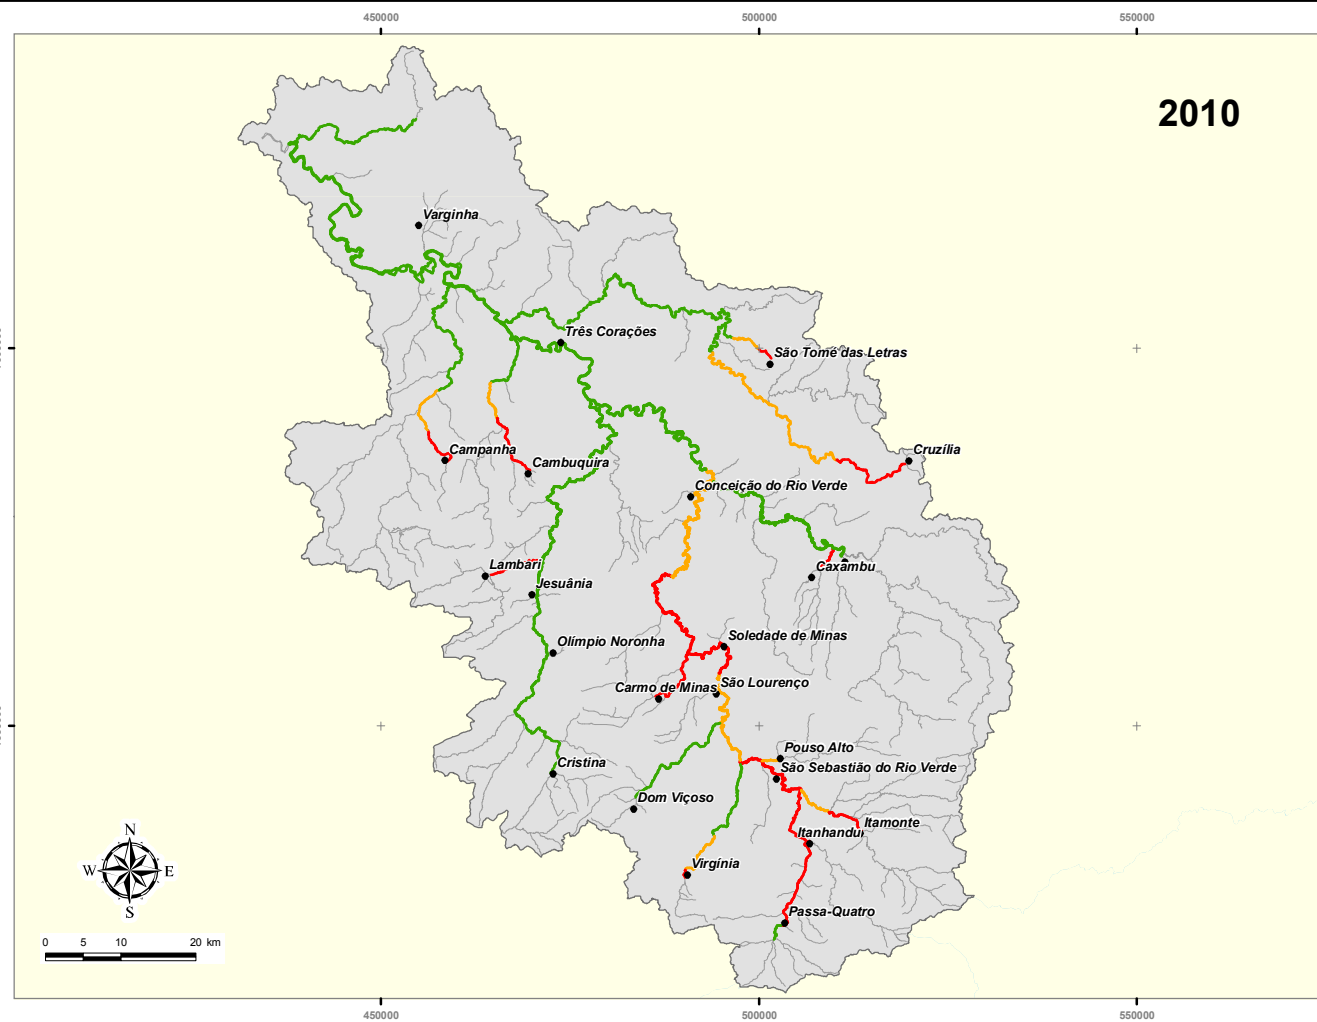 450000
500000
550000
2010
Varginha
Três Corações
São Tomé das Letras
Campanha
Cambuquira
Cruzília
Conceição do Rio Verde
Lambari
Caxambu
Jesuânia
Olímpio Noronha
Soledade de Minas
Carmo de Minas
São Lourenço
Pouso Alto
São Sebastião do Rio Verde
Cristina
Dom Viçoso
Itamonte
Itanhandu
Virgínia
Passa-Quatro
N
W
E
S
0 5 10 20 km
450000
500000
550000